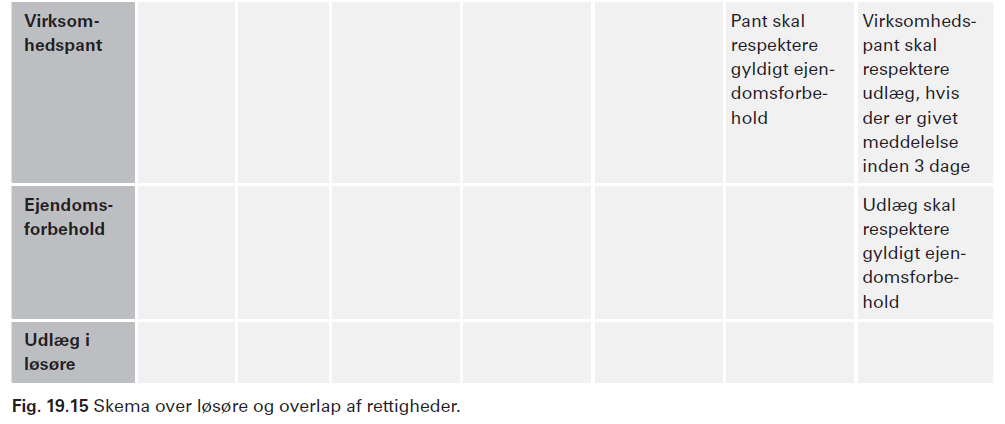 Virksom-
hedspant
Pant skal
respektere
gyldigt ejen-
domsforbe-
hold
Virksomheds-
pant skal
respektere
udlæg, hvis
der er givet
meddelelse
inden 3 dage
Ejendoms-
forbehold
Udlæg skal
respektere
gyldigt ejen-
domsforbe-
hold
Udlæg i
løsøre
Fig. 19.15 Skema over løsøre og overlap af rettigheder.